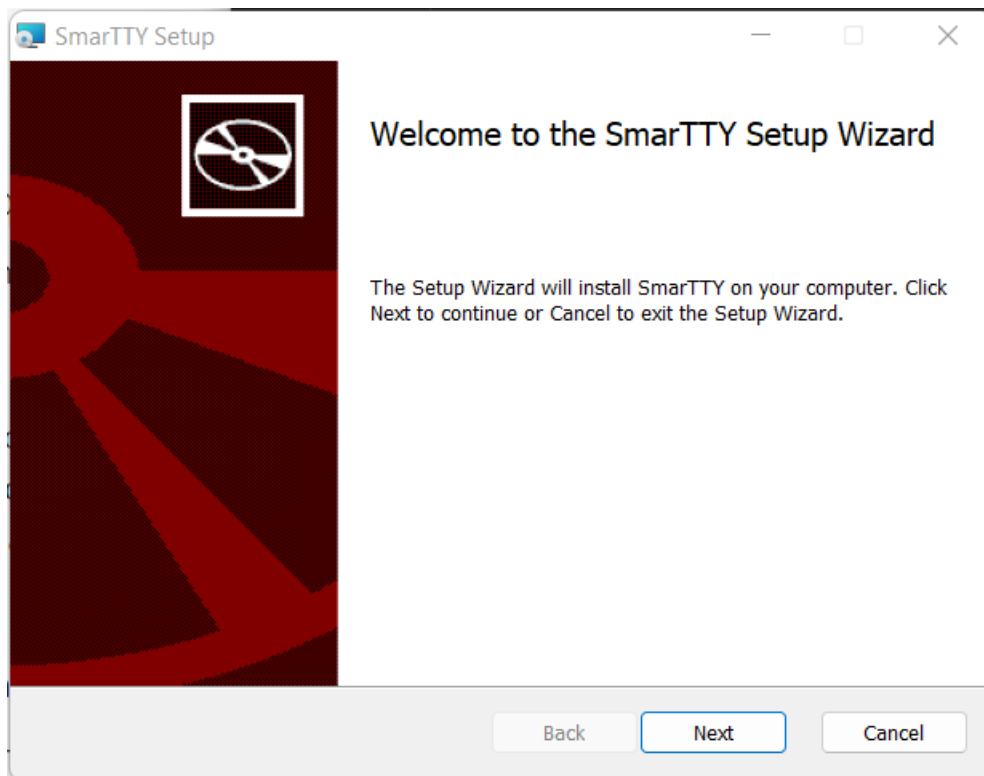 SmarTTY Setup
Welcome to the SmarTTY Setup Wizard
The Setup Wizard will install SmarTTY on your computer. Click
Next to continue or Cancel to exit the Setup Wizard.
Back
Next
Cancel